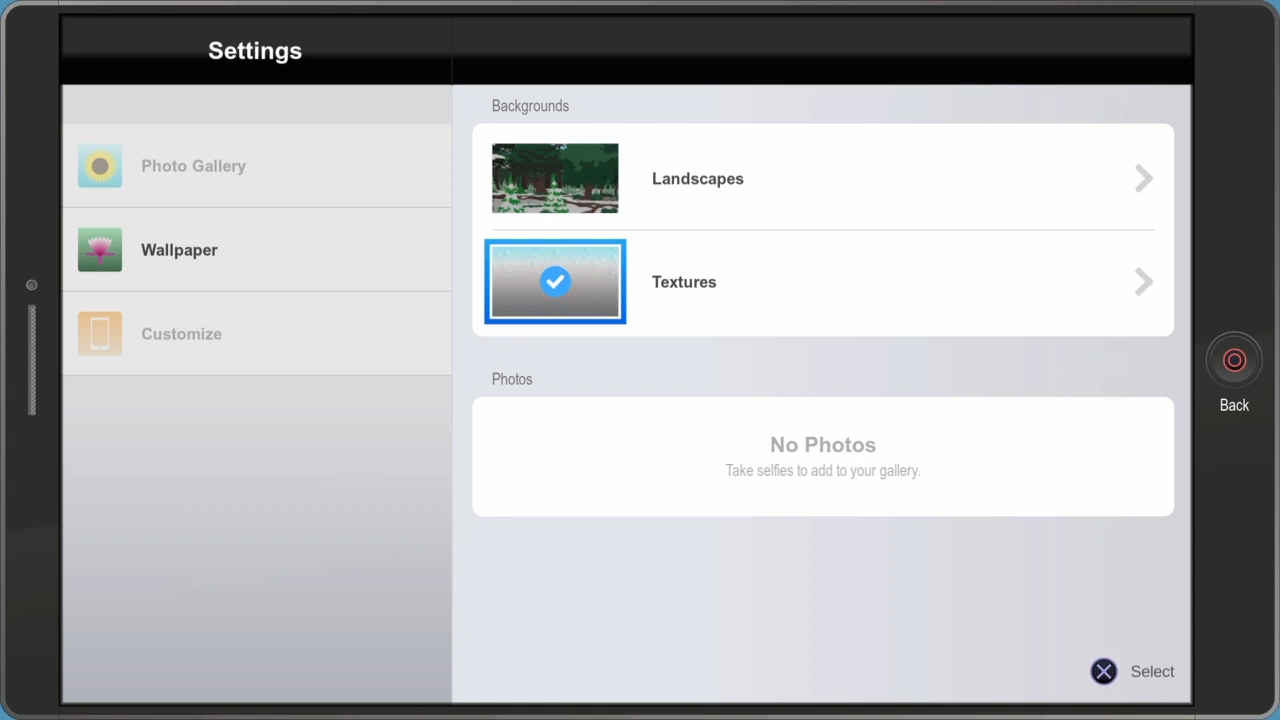 Settings
Photo Gallery
Wallpaper
Customize
Backgrounds
Landscapes
Textures
Photos
No Photos
Take selfies to add to your gallery.
Back
Select